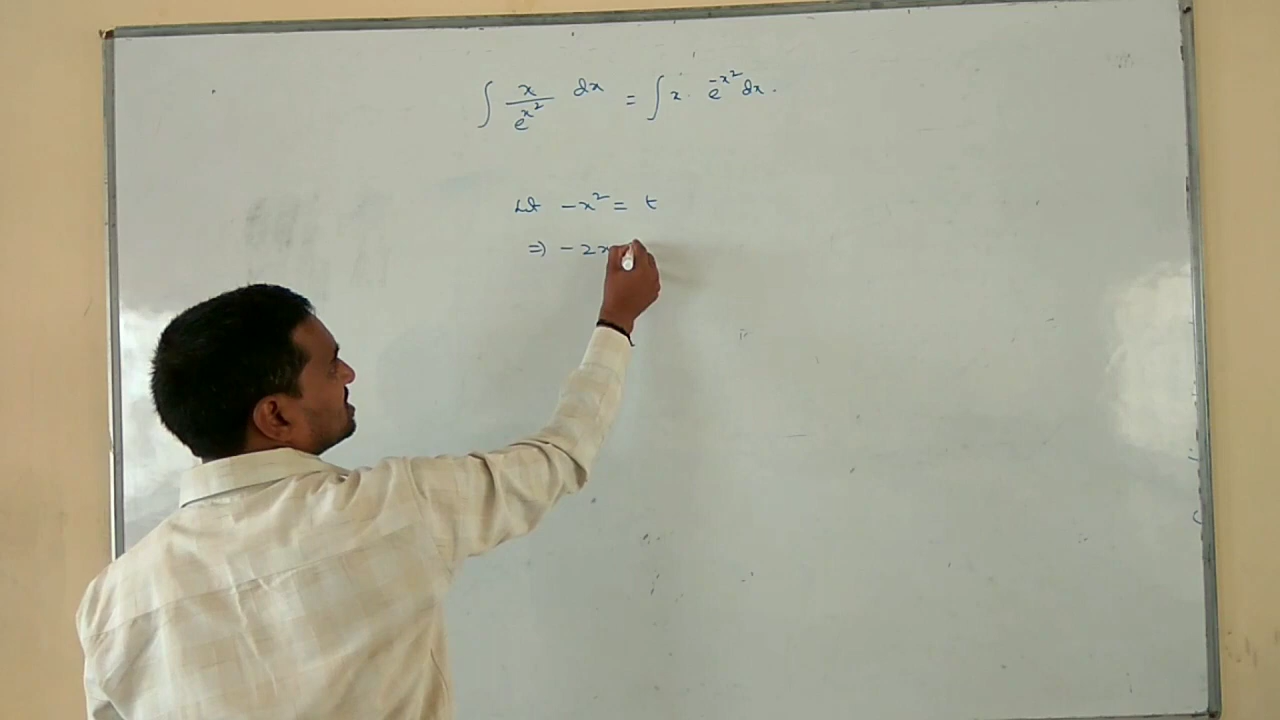 ∫ x/e^x² dx = ∫ x · e^-x² dx.
Let -x² = t
⇒ -2x